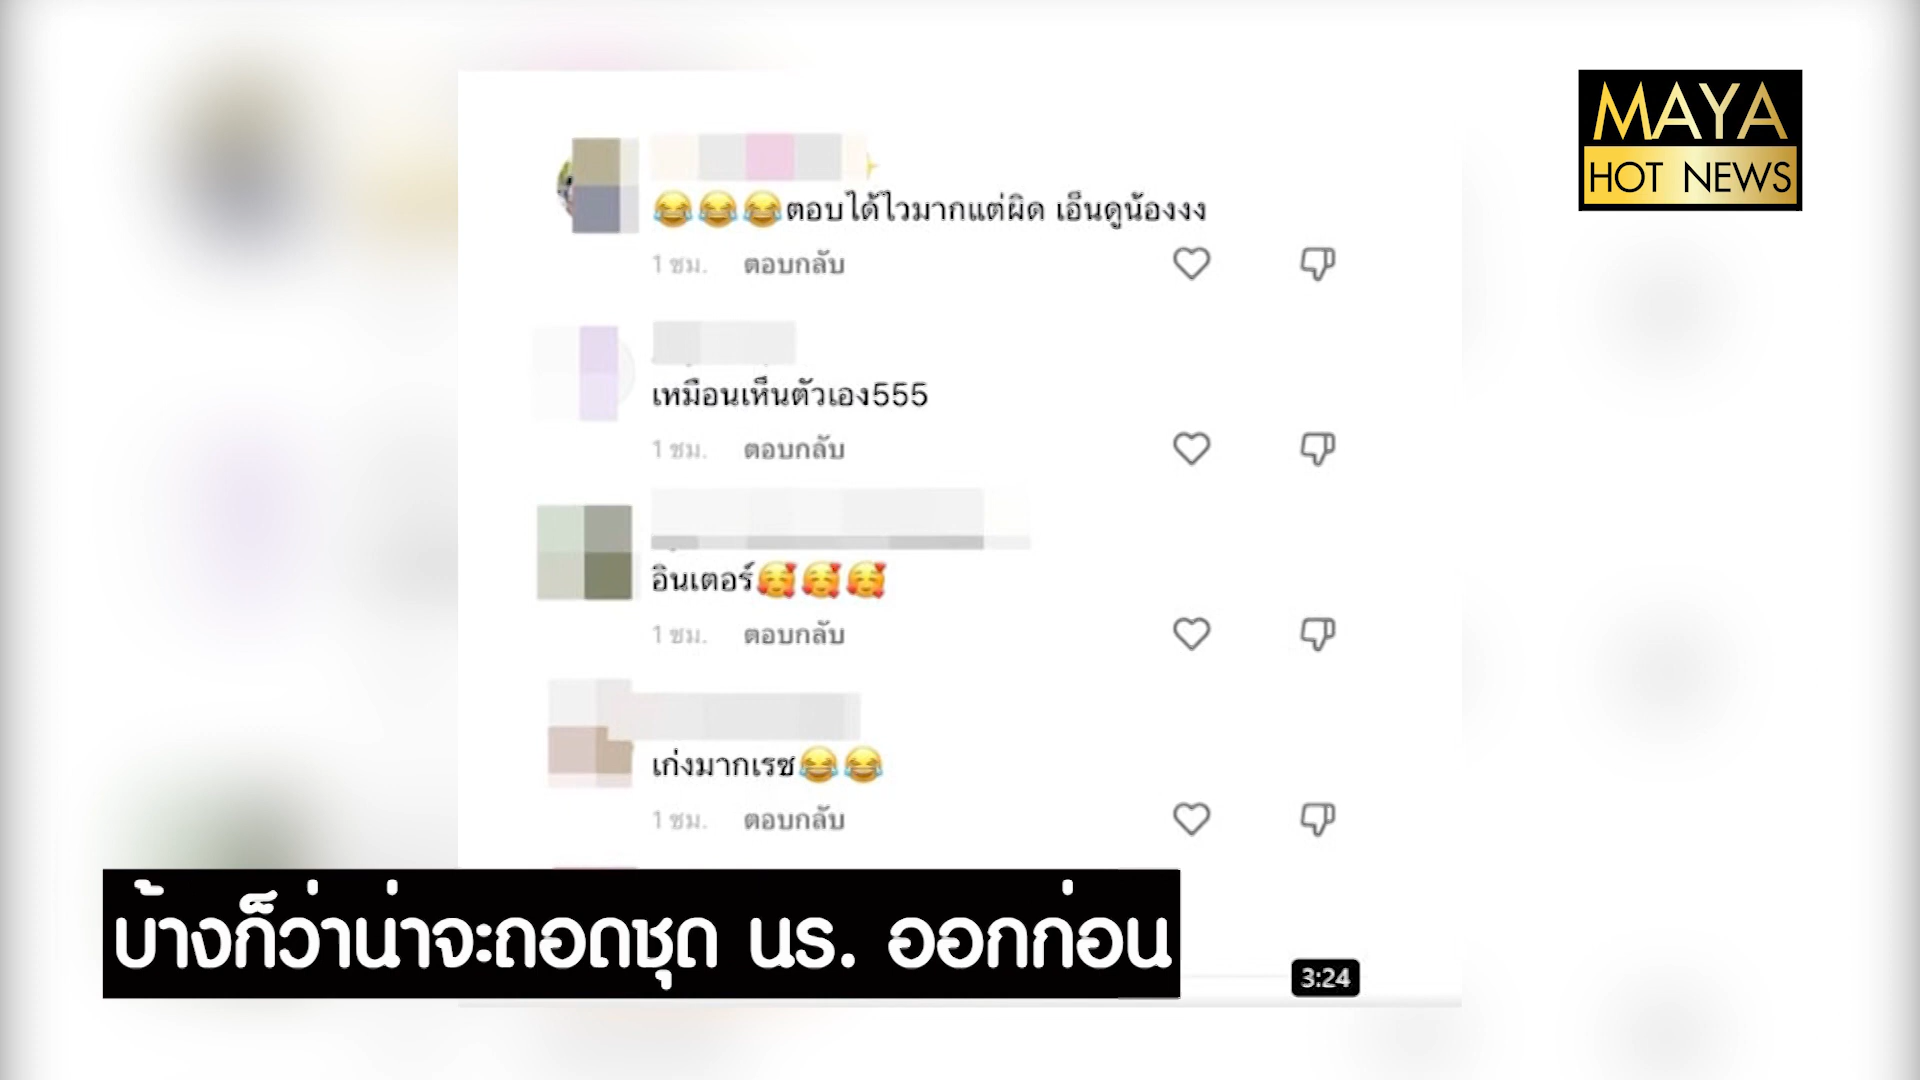 MAYA
HOT NEWS
😂😂😂ตอบได้ไวมากแต่ผิด เอ็นดูน้องงง
1 ชม. ตอบกลับ
เหมือนเห็นตัวเอง555
1 ชม. ตอบกลับ
อินเตอร์🥰🥰🥰
1 ชม. ตอบกลับ
เก่งมากเรซ😂😂
1 ชม. ตอบกลับ
บ้างก็ว่าน่าจะถอดชุด นร. ออกก่อน
3:24